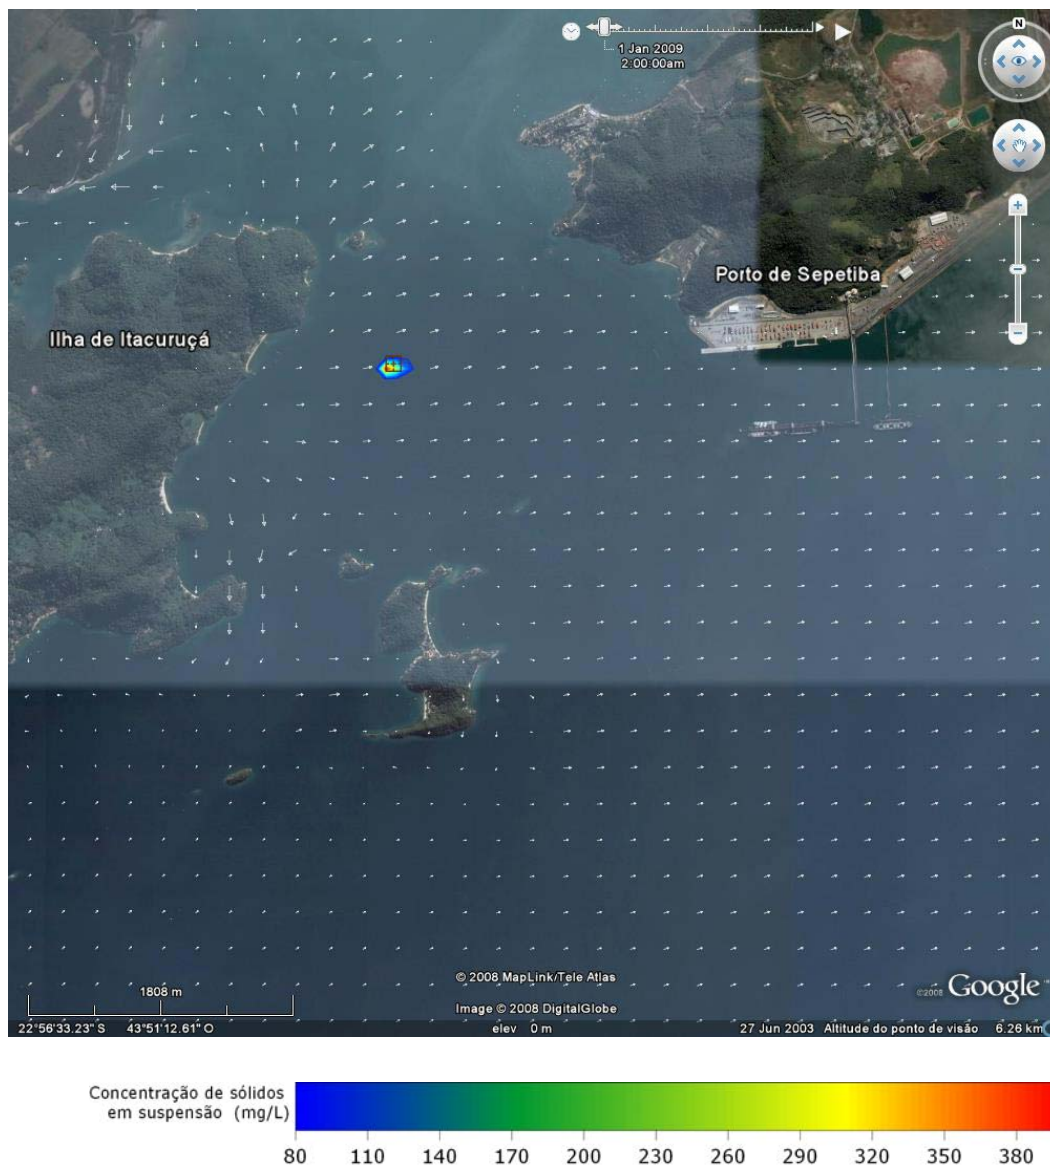 N
1 Jan 2009
2:00:00am
Porto de Sepetiba
Ilha de Itacuruçá
© 2008 MapLink/Tele Atlas
1808 m
©2008 Google
Image © 2008 DigitalGlobe
22°56'33.23" S 43°51'12.61" O
elev 0 m
27 Jun 2003 Altitude do ponto de visão 6.26 km
Concentração de sólidos
em suspensão (mg/L)
80 110 140 170 200 230 260 290 320 350 380